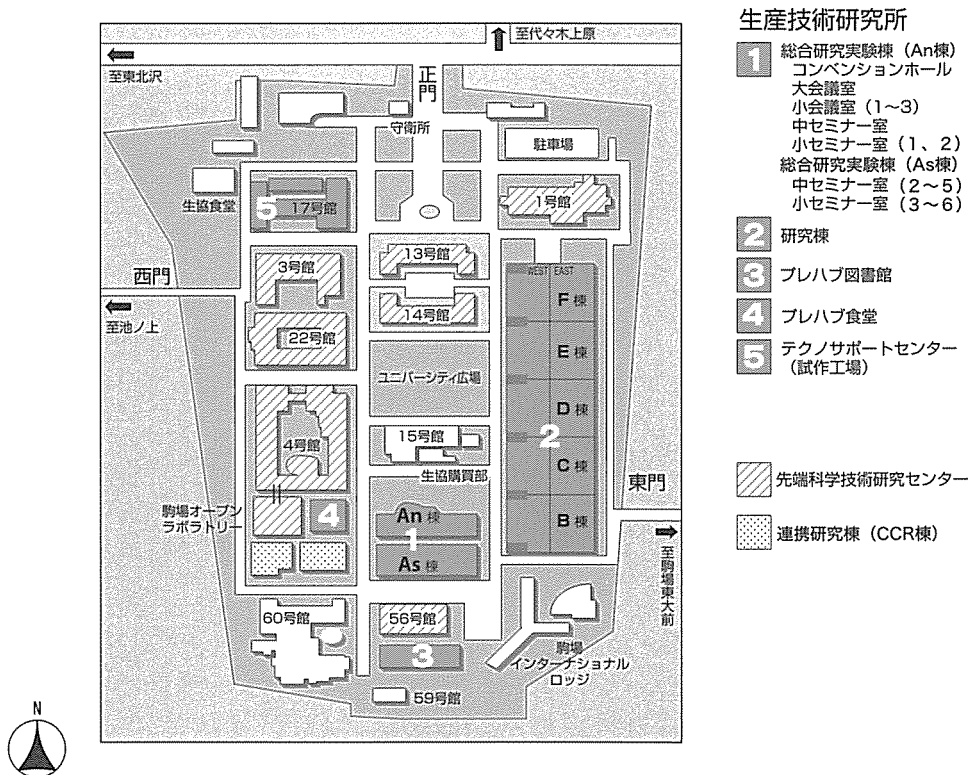 生産技術研究所
1 総合研究実験棟（An棟）
コンベンションホール
大会議室
小会議室（1～3）
中セミナー室
小セミナー室（1、2）
総合研究実験棟（As棟）
中セミナー室（2～5）
小セミナー室（3～6）
2 研究棟
3 プレハブ図書館
4 プレハブ食堂
5 テクノサポートセンター
（試作工場）
先端科学技術研究センター
連携研究棟（CCR棟）
至代々木上原
至東北沢
正門
守衛所
駐車場
生協食堂
5 17号館
1号館
13号館
3号館
西門
WEST EAST
F 棟
14号館
至池ノ上
22号館
E 棟
ユニバーシティ広場
D 棟
2
15号館
4号館
C 棟
生協購買部
東門
駒場オープン
ラボラトリー
4
An 棟
1
As 棟
B 棟
至駒場東大前
60号館
56号館
3
駒場
インターナショナル
ロッジ
59号館
N